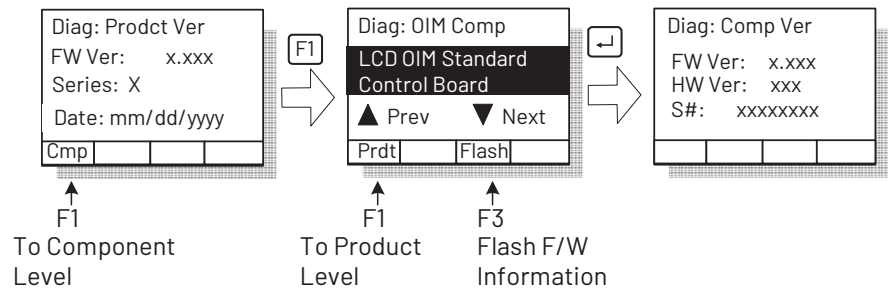 Diag: Prodct Ver
FW Ver: x.xxx
Series: X
Date: mm/dd/yyyy
Cmp
F1
To Component
Level
F1
Diag: OIM Comp
LCD OIM Standard
Control Board
▲ Prev ▼ Next
Prdt Flash
F1
To Product
Level
F3
Flash F/W
Information
Diag: Comp Ver
FW Ver: x.xxx
HW Ver: xxx
S#: xxxxxxxx